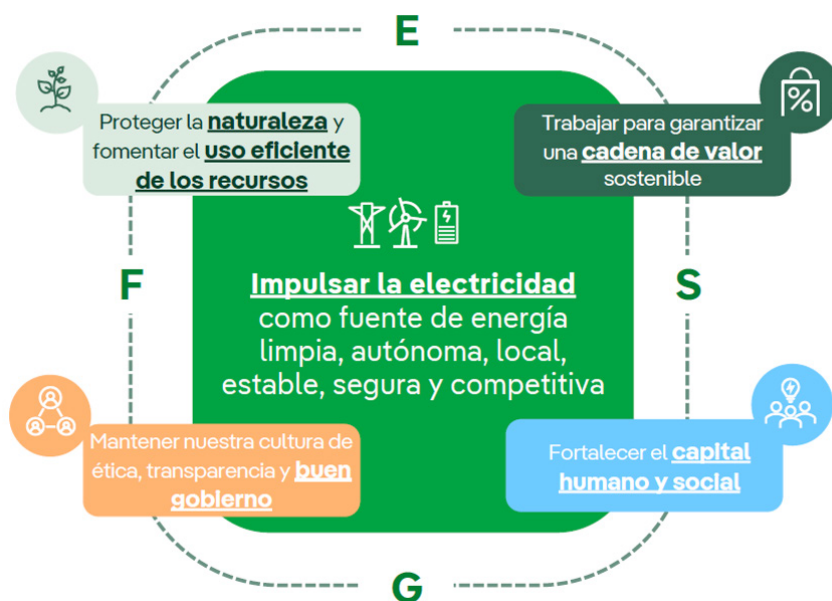 E
Proteger la naturaleza y
fomentar el uso eficiente
de los recursos
Trabajar para garantizar
una cadena de valor
sostenible
%
F
S
Impulsar la electricidad
como fuente de energía
limpia, autónoma, local,
estable, segura y competitiva
Mantener nuestra cultura de
ética, transparencia y buen
gobierno
Fortalecer el capital
humano y social
G